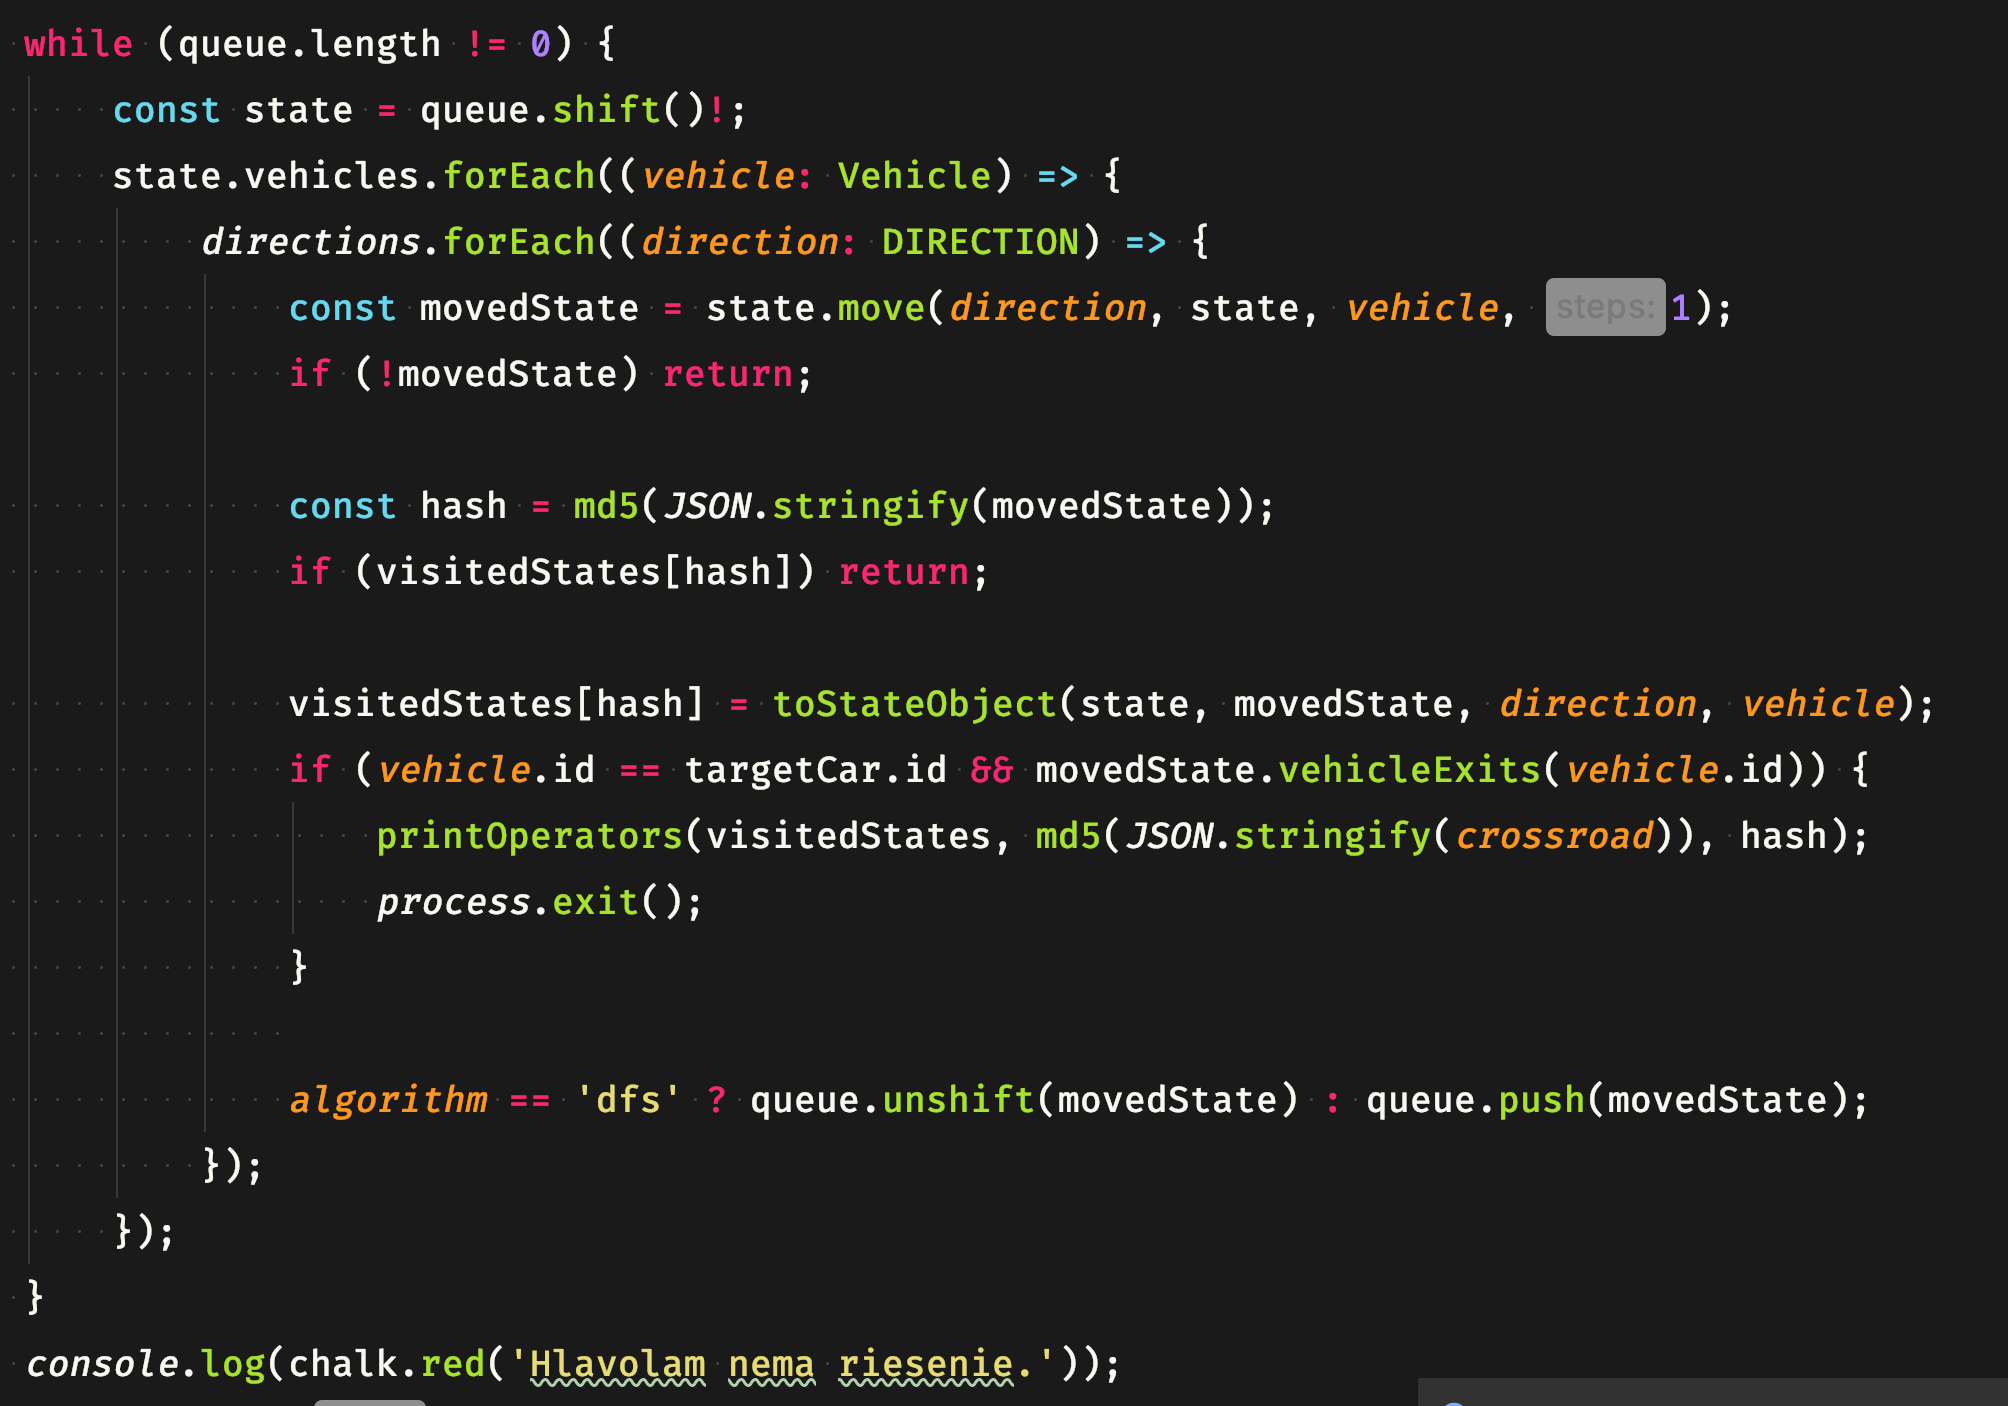 while (queue.length != 0) {
const state = queue.shift()!;
state.vehicles.forEach((vehicle: Vehicle) => {
directions.forEach((direction: DIRECTION) => {
const movedState = state.move(direction, state, vehicle, steps: 1);
if (!movedState) return;
const hash = md5(JSON.stringify(movedState));
if (visitedStates[hash]) return;
visitedStates[hash] = toStateObject(state, movedState, direction, vehicle);
if (vehicle.id == targetCar.id && movedState.vehicleExits(vehicle.id)) {
printOperators(visitedStates, md5(JSON.stringify(crossroad)), hash);
process.exit();
}
algorithm == 'dfs' ? queue.unshift(movedState) : queue.push(movedState);
});
});
}
console.log(chalk.red('Hlavolam nema riesenie.'));